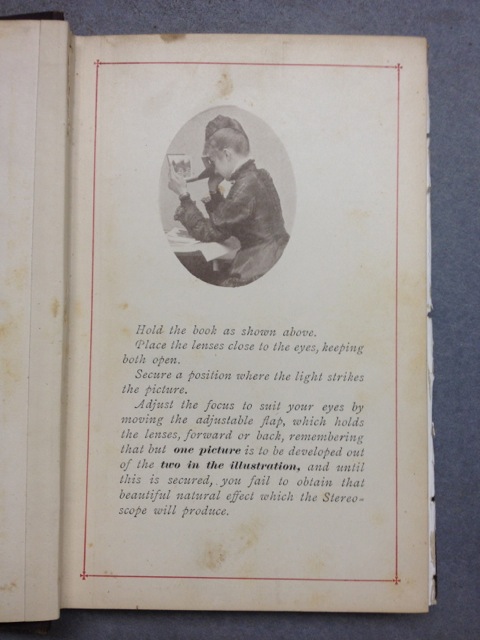 Hold the book as shown above.
Place the lenses close to the eyes, keeping
both open.
Secure a position where the light strikes
the picture.
Adjust the focus to suit your eyes by
moving the adjustable flap, which holds
the lenses, forward or back, remembering
that but one picture is to be developed out
of the two in the illustration, and until
this is secured, you fail to obtain that
beautiful natural effect which the Stereo-
scope will produce.